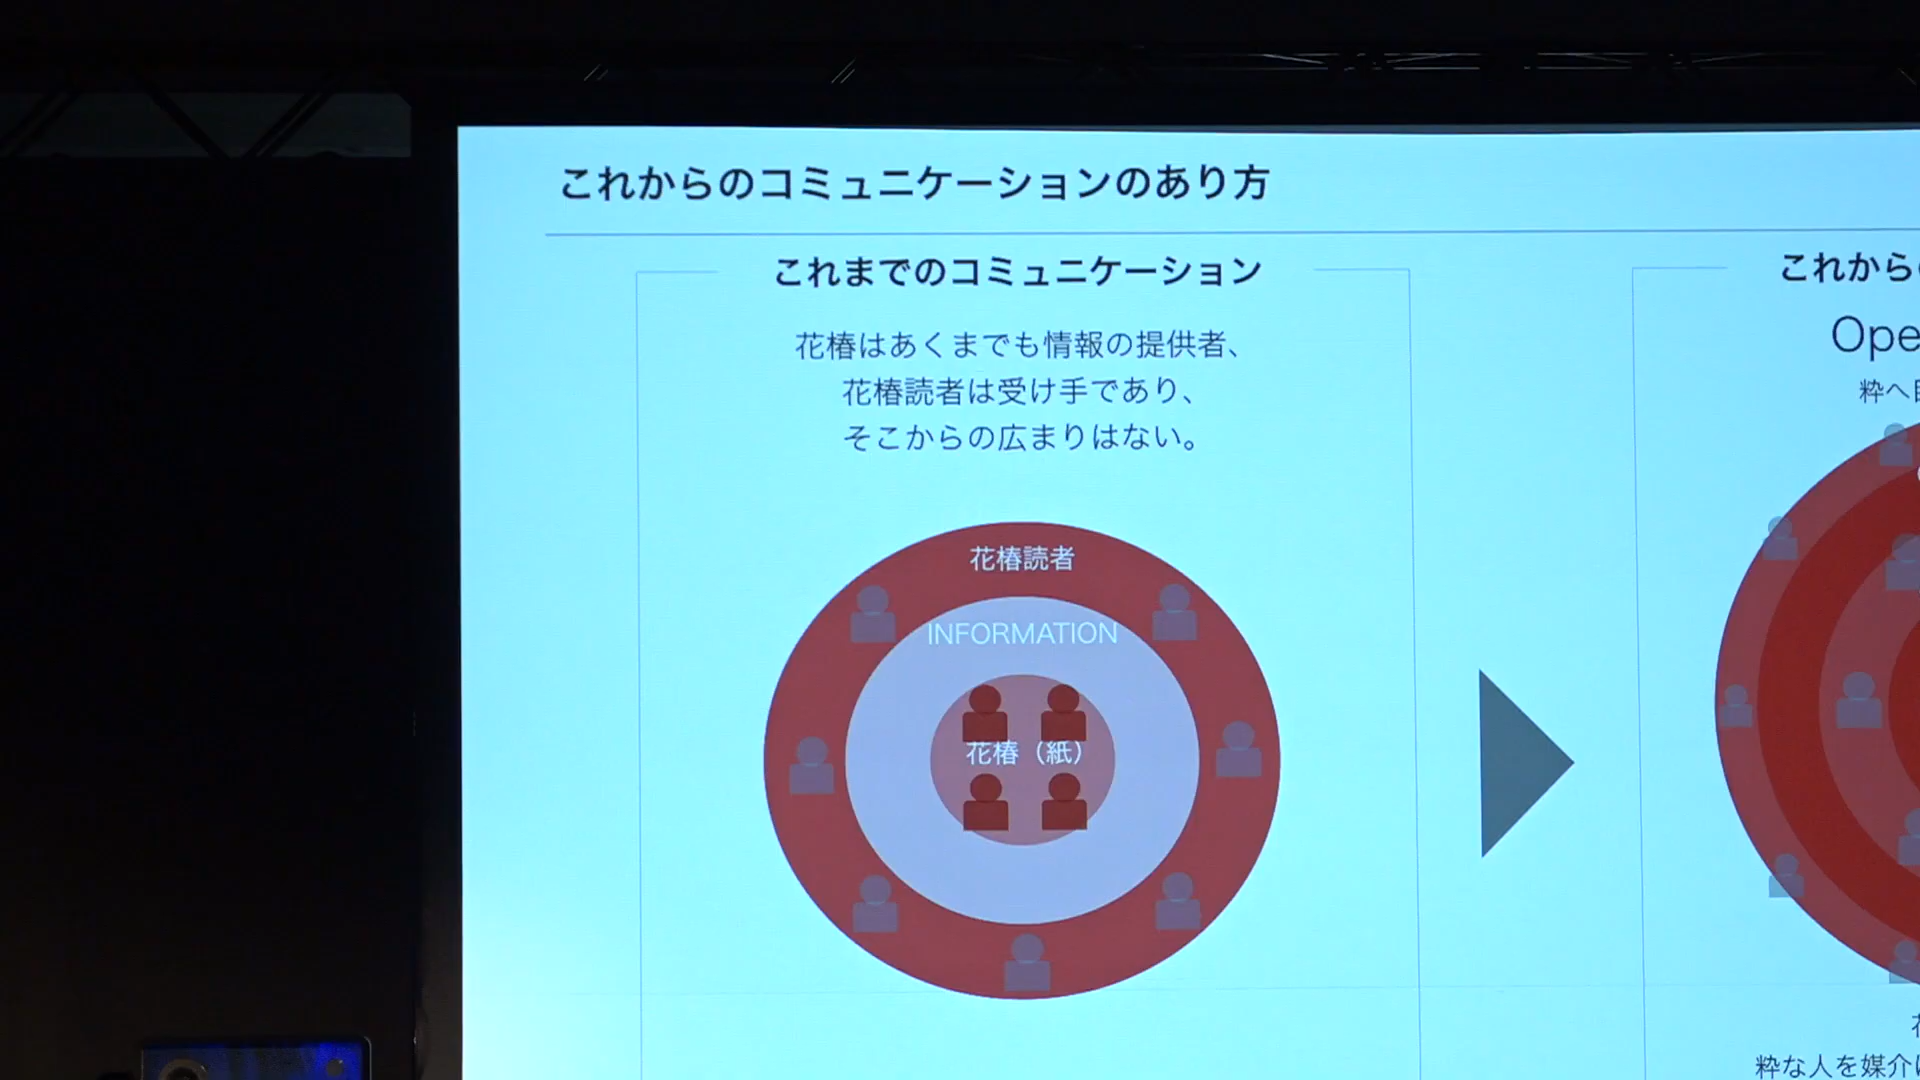 これからのコミュニケーションのあり方
これまでのコミュニケーション
花椿はあくまでも情報の提供者、
花椿読者は受け手であり、
そこからの広まりはない。
花椿読者
INFORMATION
花椿（紙）
これから
Ope
粋へ
粋な人を媒介